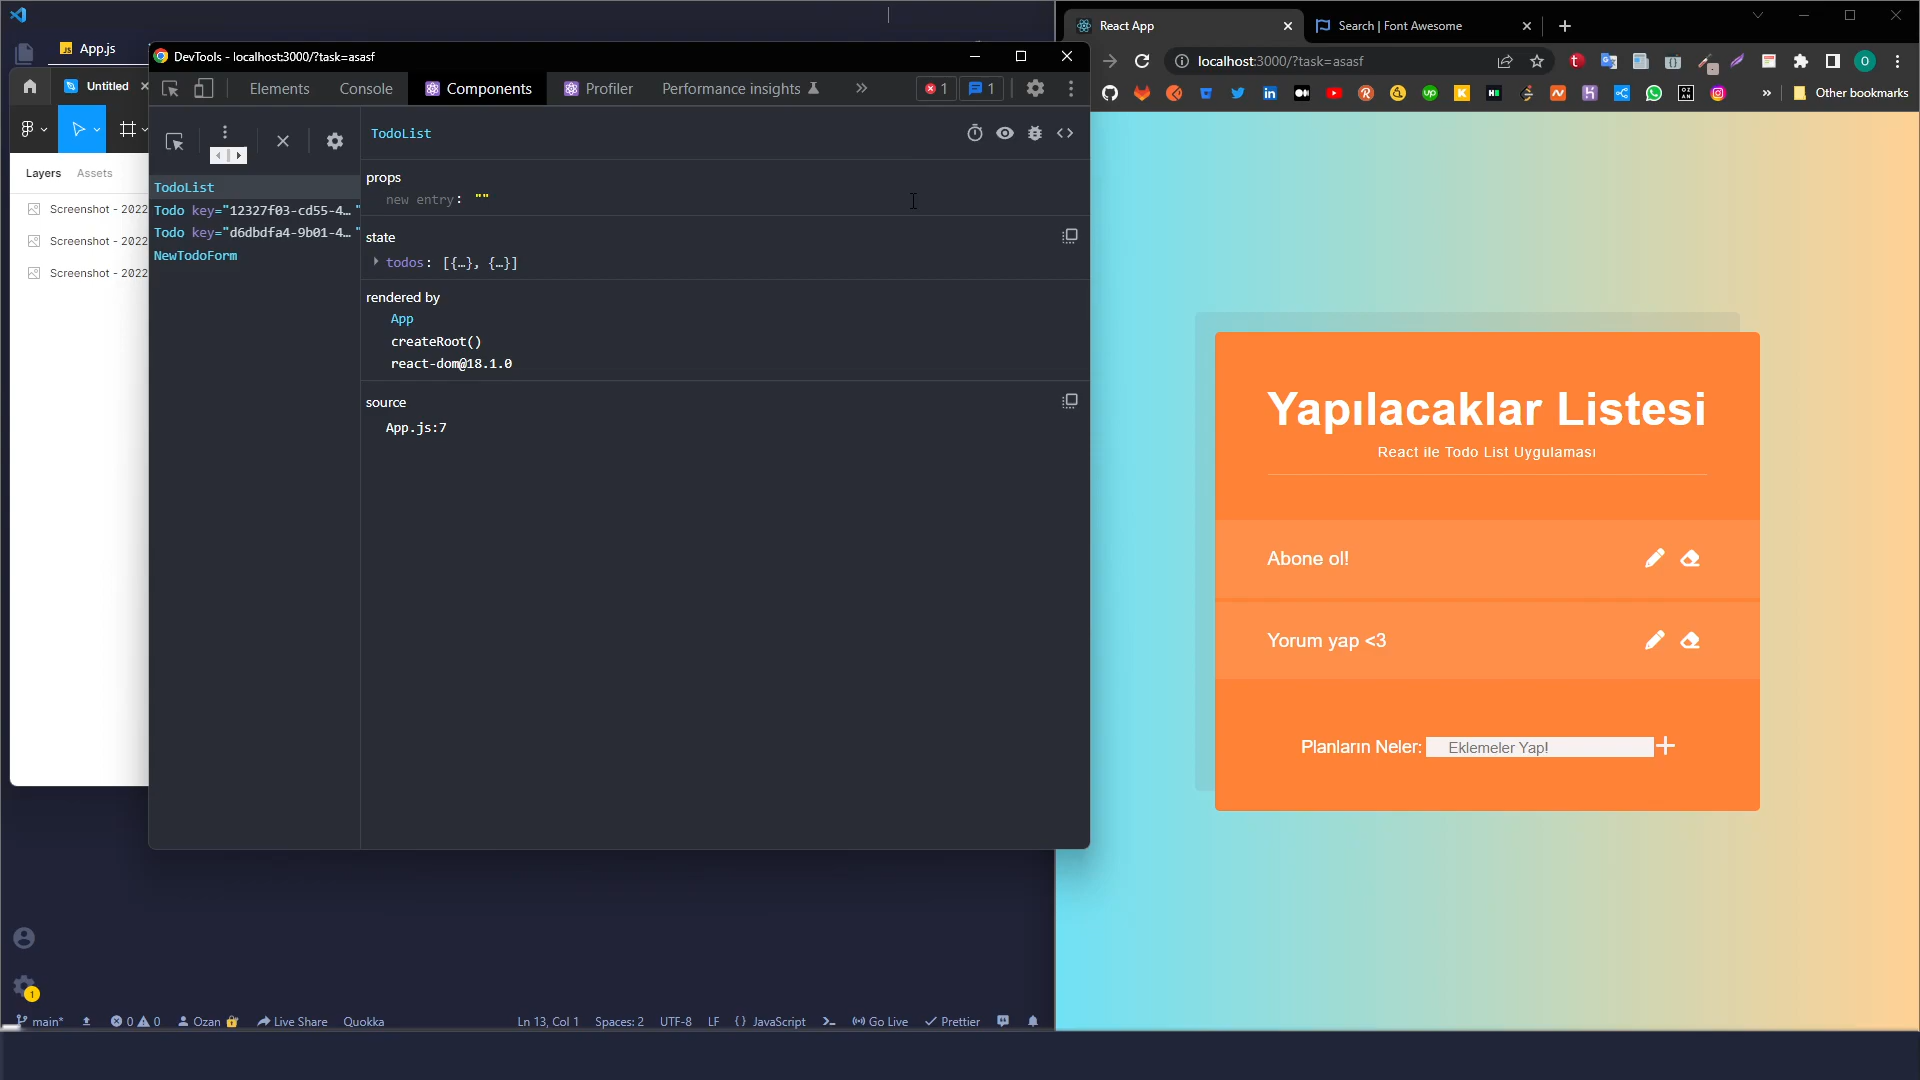 App.js
Untitled
Layers Assets
Screenshot - 2022
Screenshot - 2022
Screenshot - 2022
DevTools - localhost:3000/?task=asasf
Elements Console Components Profiler Performance insights » 1 1
TodoList
TodoList
Todo key="12327f03-cd55-4… "
Todo key="d6dbdfa4-9b01-4… "
NewTodoForm
props
new entry: ""
state
todos: [{…}, {…}]
rendered by
App
createRoot()
react-dom@18.1.0
source
App.js:7
1
main* 0 0 Ozan Live Share Quokka Ln 13, Col 1 Spaces: 2 UTF-8 LF {} JavaScript Go Live Prettier
React App Search | Font Awesome
localhost:3000/?task=asasf
» Other bookmarks
Yapılacaklar Listesi
React ile Todo List Uygulaması
Abone ol!
Yorum yap <3
Planların Neler: Eklemeler Yap!